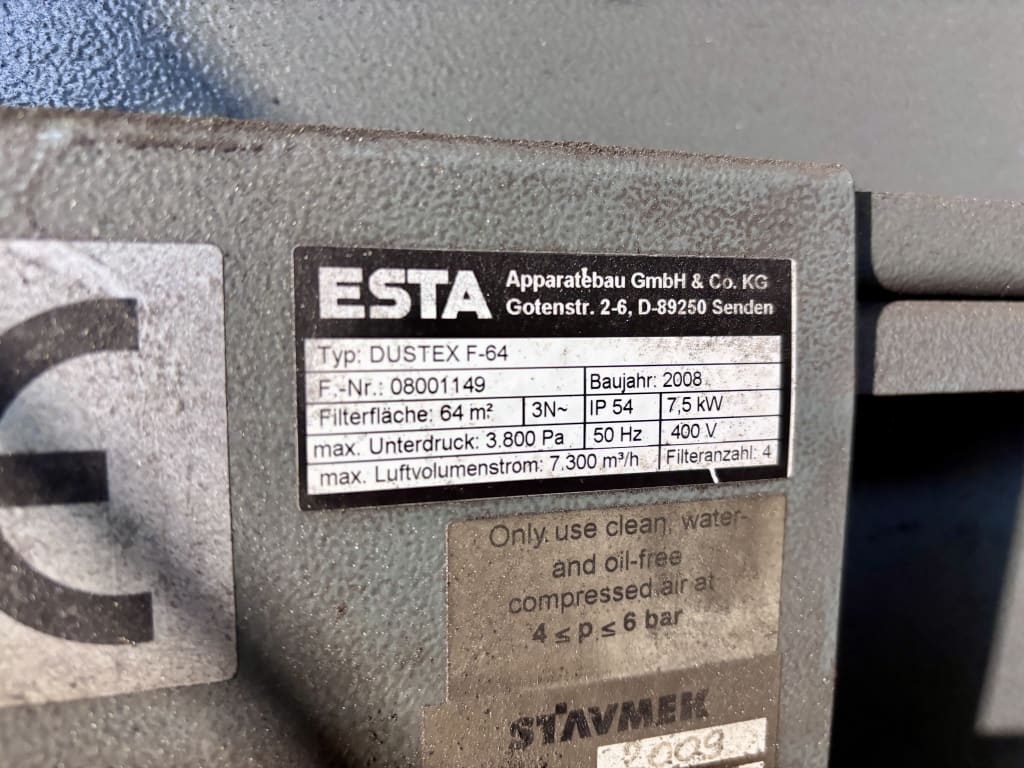 CE
ESTA
Apparatebau GmbH & Co. KG
Gotenstr. 2-6, D-89250 Senden
Typ: DUSTEX F-64
F.-Nr.: 08001149 Baujahr: 2008
Filterfläche: 64 m² 3N~ IP 54 7,5 kW
max. Unterdruck: 3.800 Pa 50 Hz 400 V
max. Luftvolumenstrom: 7.300 m³/h Filteranzahl: 4
Only use clean, water-
and oil-free
compressed air at
4 ≤ p ≤ 6 bar
STAVMEK
2009